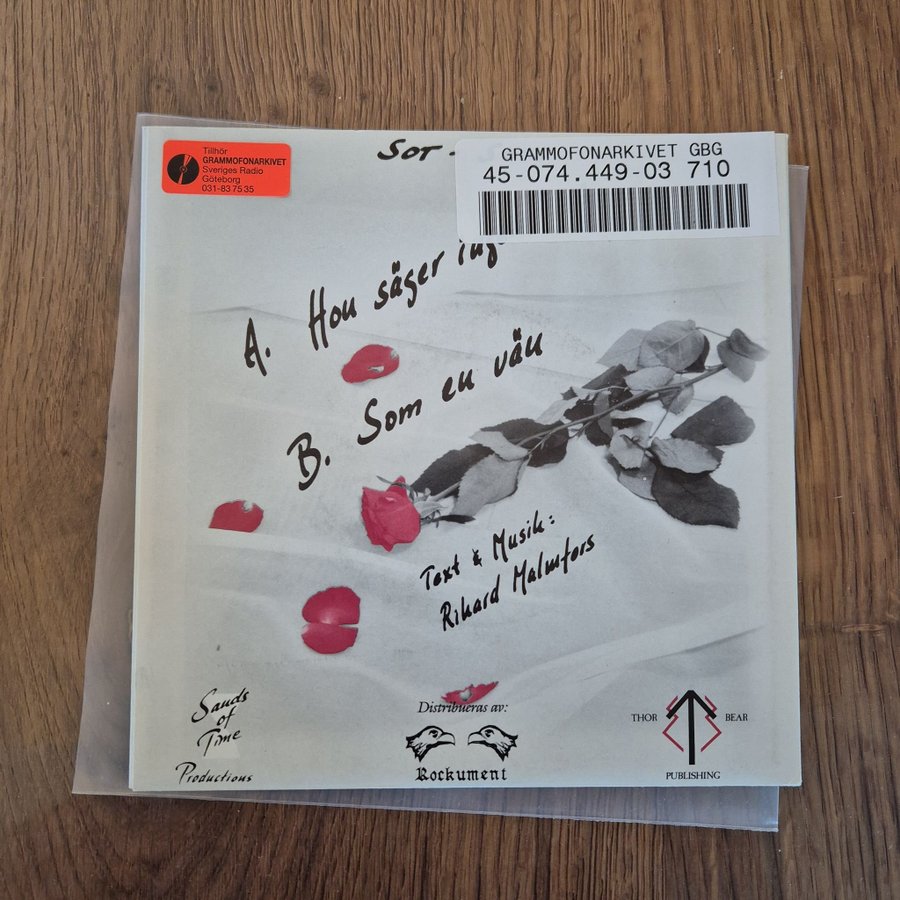 Tillhör
GRAMMOFONARKIVET
Sveriges Radio
Göteborg
031-83 75 35
SOT -
GRAMMOFONARKIVET GBG
45-074.449-03 710
A. Hon säger
B. Som en vän
Text & Musik:
Rikard Malmfors
Sands
of
Time
Productions
Distribueras av:
Rockument
THOR BEAR
PUBLISHING